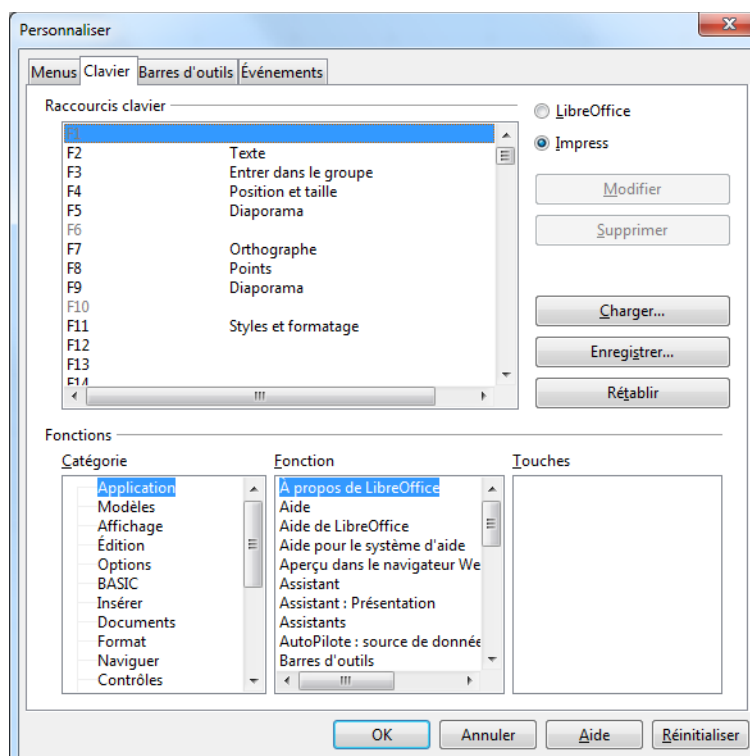 Personnaliser
Menus Clavier Barres d'outils Événements
Raccourcis clavier
F1
F2 Texte
F3 Entrer dans le groupe
F4 Position et taille
F5 Diaporama
F6
F7 Orthographe
F8 Points
F9 Diaporama
F10
F11 Styles et formatage
F12
F13
F14
LibreOffice
Impress
Modifier
Supprimer
Charger...
Enregistrer...
Rétablir
Fonctions
Catégorie
Application
Modèles
Affichage
Édition
Options
BASIC
Insérer
Documents
Format
Naviguer
Contrôles
Fonction
À propos de LibreOffice
Aide
Aide de LibreOffice
Aide pour le système d'aide
Aperçu dans le navigateur We
Assistant
Assistant : Présentation
Assistants
AutoPilote : source de donnée
Barres d'outils
Touches
OK Annuler Aide Réinitialiser